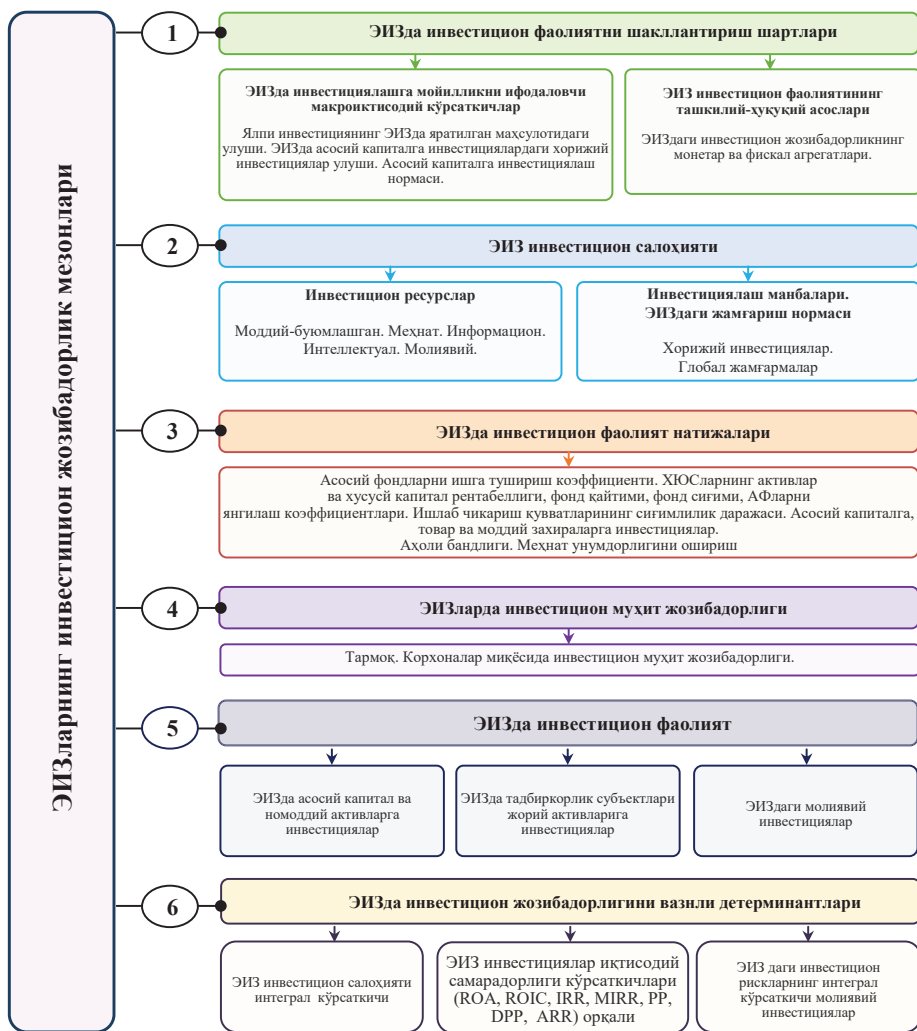 ЭИЗларнинг инвестицион жозибадорлик мезонлари
1
ЭИЗда инвестицион фаолиятни шакллантириш шартлари
ЭИЗда инвестициялашга мойилликни ифодаловчи
макроиктисодий кўрсаткичлар
Ялпи инвестициянинг ЭИЗда яратилган маҳсулотидаги
улуши. ЭИЗда асосий капиталга инвестициялардаги хорижий
инвестициялар улуши. Асосий капиталга инвестициялаш
нормаси.
ЭИЗ инвестицион фаолиятининг
ташкилий-ҳуқуқий асослари
ЭИЗдаги инвестицион жозибадорликнинг
монетар ва фискал агрегатлари.
2
ЭИЗ инвестицион салоҳияти
Инвестицион ресурслар
Моддий-буюмлашган. Меҳнат. Информацион.
Интеллектуал. Молиявий.
Инвестициялаш манбалари.
ЭИЗдаги жамғариш нормаси
Хорижий инвестициялар.
Глобал жамғармалар
3
ЭИЗда инвестицион фаолият натижалари
Асосий фондларни ишга тушириш коэффициенти. ХЮСларнинг активлар
ва хусусй капитал рентабеллиги, фонд қайтими, фонд сиғими, АФларни
янгилаш коэффициентлари. Ишлаб чикариш қувватларининг сиғимлилик даражаси. Асосий капиталга,
товар ва моддий захираларга инвестициялар.
Аҳоли бандлиги. Меҳнат унумдорлигини ошириш
4
ЭИЗларда инвестицион муҳит жозибадорлиги
Тармоқ. Корхоналар миқёсида инвестицион муҳит жозибадорлиги.
5
ЭИЗда инвестицион фаолият
ЭИЗда асосий капитал ва
номоддий активларга
инвестициялар
ЭИЗда тадбиркорлик субъектлари
жорий активларига
инвестициялар
ЭИЗдаги молиявий
инвестициялар
6
ЭИЗда инвестицион жозибадорлигини вазнли детерминантлари
ЭИЗ инвестицион салоҳияти
интеграл кўрсаткичи
ЭИЗ инвестициялар иқтисодий
самарадорлиги кўрсаткичлари
(ROA, ROIC, IRR, MIRR, PP,
DPP, ARR) орқали
ЭИЗ даги инвестицион
рискларнинг интеграл
кўрсаткичи молиявий
инвестициялар